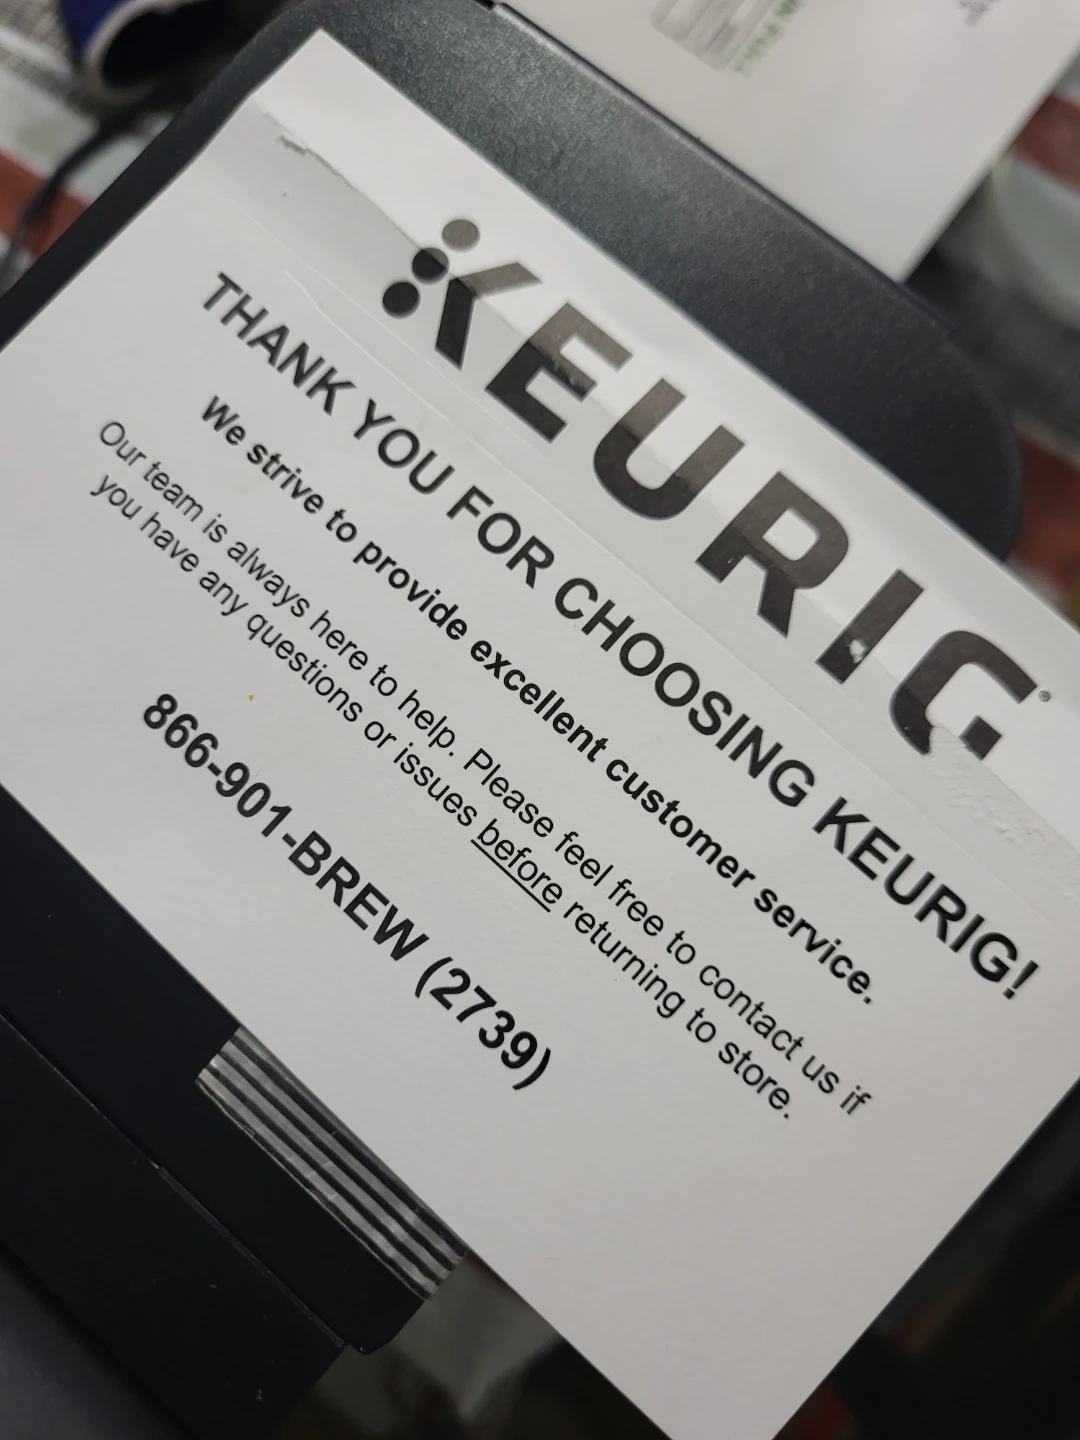 KEURIG®
THANK YOU FOR CHOOSING KEURIG!
We strive to provide excellent customer service.
Our team is always here to help. Please feel free to contact us if
you have any questions or issues before returning to store.
866-901-BREW (2739)